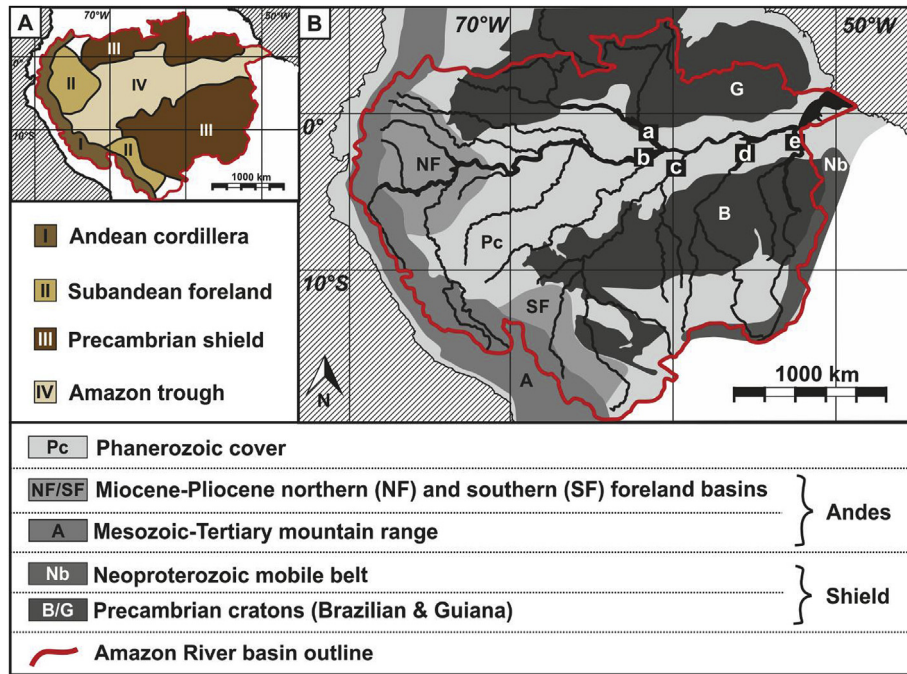 A
70°W
50°W
0°
10°S
I
II
II
III
III
IV
1000 km
I Andean cordillera
II Subandean foreland
III Precambrian shield
IV Amazon trough
B
70°W
50°W
0°
10°S
G
a
b
c
d
e
NF
Nb
B
Pc
SF
A
N
1000 km
Pc Phanerozoic cover
NF/SF Miocene-Pliocene northern (NF) and southern (SF) foreland basins
A Mesozoic-Tertiary mountain range
Andes
Nb Neoproterozoic mobile belt
B/G Precambrian cratons (Brazilian & Guiana)
Shield
Amazon River basin outline